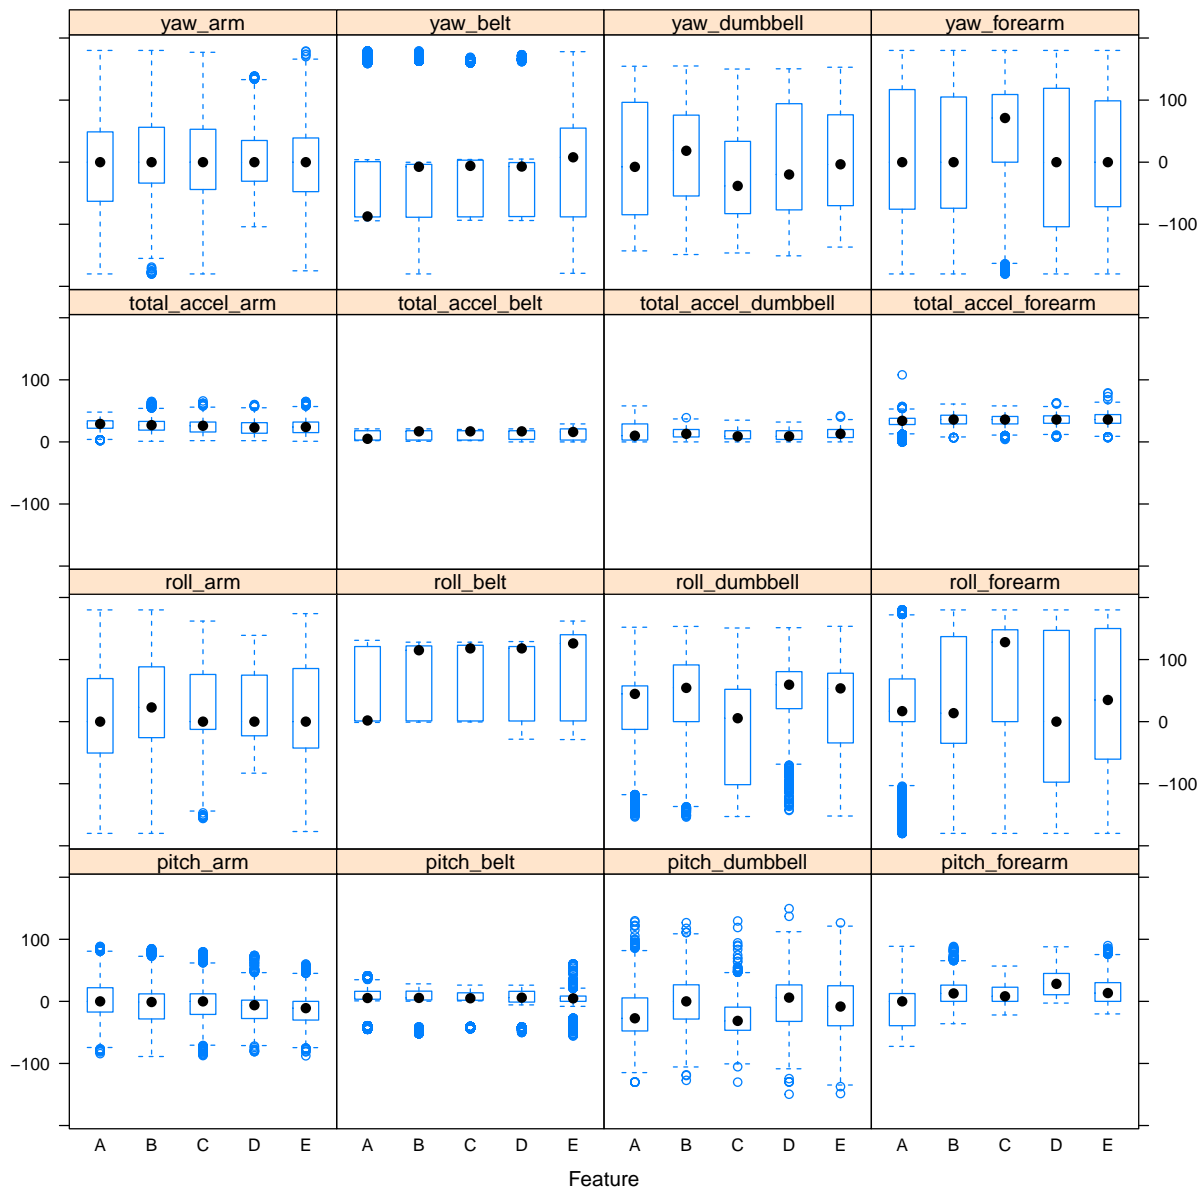 yaw_arm yaw_belt yaw_dumbbell yaw_forearm
100
0
−100
total_accel_arm total_accel_belt total_accel_dumbbell total_accel_forearm
100
0
−100
roll_arm roll_belt roll_dumbbell roll_forearm
100
0
−100
pitch_arm pitch_belt pitch_dumbbell pitch_forearm
100
0
−100
A B C D E A B C D E A B C D E A B C D E
Feature